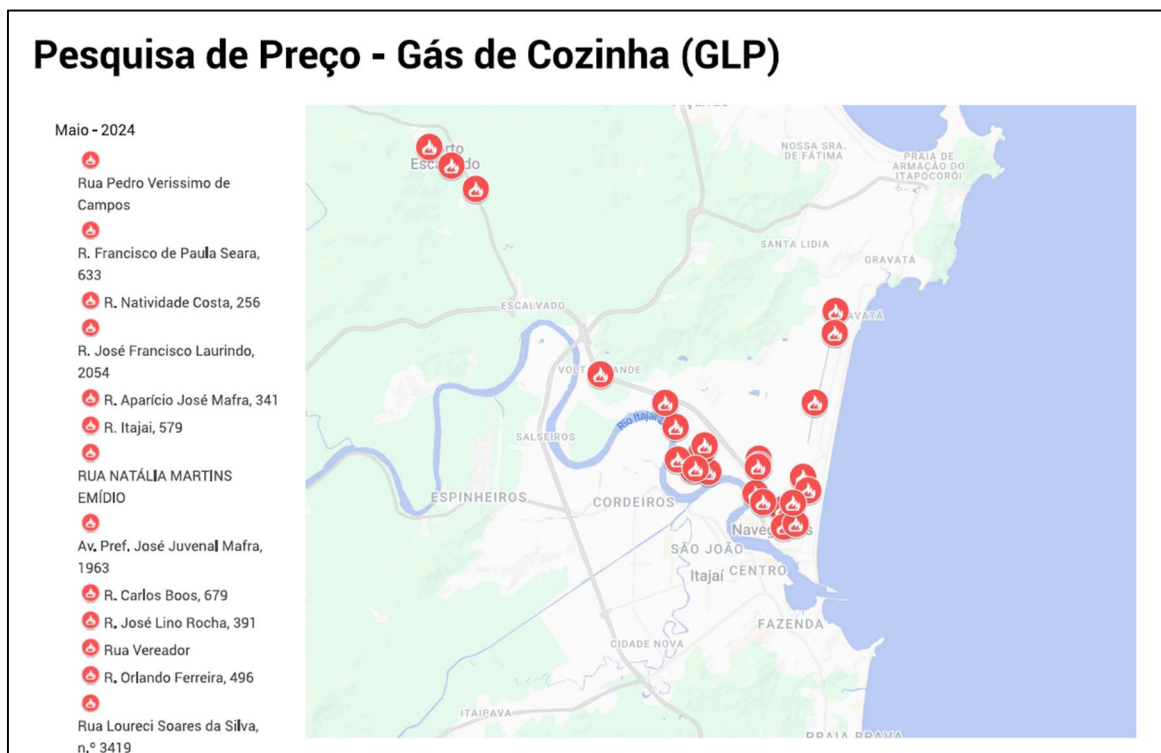 Pesquisa de Preço - Gás de Cozinha (GLP)
Maio - 2024
Rua Pedro Verissimo de
Campos
R. Francisco de Paula Seara,
633
R. Natividade Costa, 256
R. José Francisco Laurindo,
2054
R. Aparício José Mafra, 341
R. Itajai, 579
RUA NATÁLIA MARTINS
EMÍDIO
Av. Pref. José Juvenal Mafra,
1963
R. Carlos Boos, 679
R. José Lino Rocha, 391
Rua Vereador
R. Orlando Ferreira, 496
Rua Loureci Soares da Silva,
n.º 3419
NOSSA SRA.
DE FÁTIMA
PRAIA DE
ARMAÇÃO DO
ITAPOCORÓI
SANTA LIDIA
GRAVATÁ
ESCALVADO
SALSEIROS
ESPINHEIROS
CORDEIROS
SÃO JOÃO
Itajaí
CENTRO
FAZENDA
CIDADE NOVA
ITAIPAVA
PRAIA BRAVA